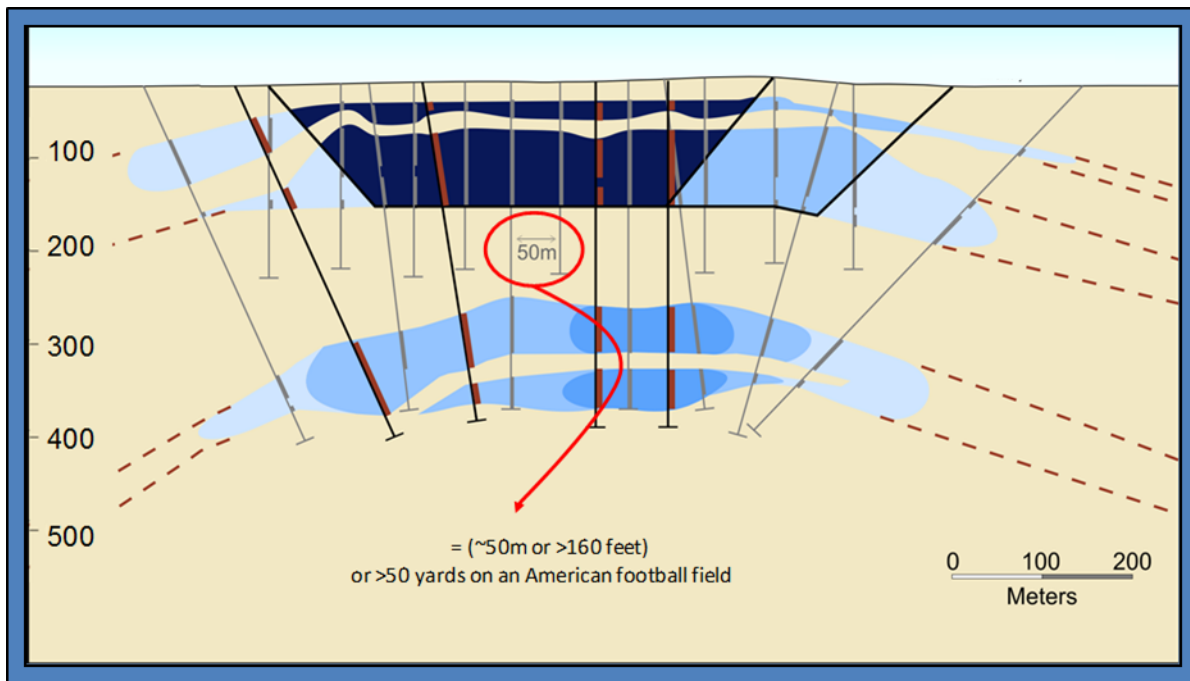 100
200
300
400
500
50m
= (~50m or >160 feet)
or >50 yards on an American football field
0 100 200
Meters